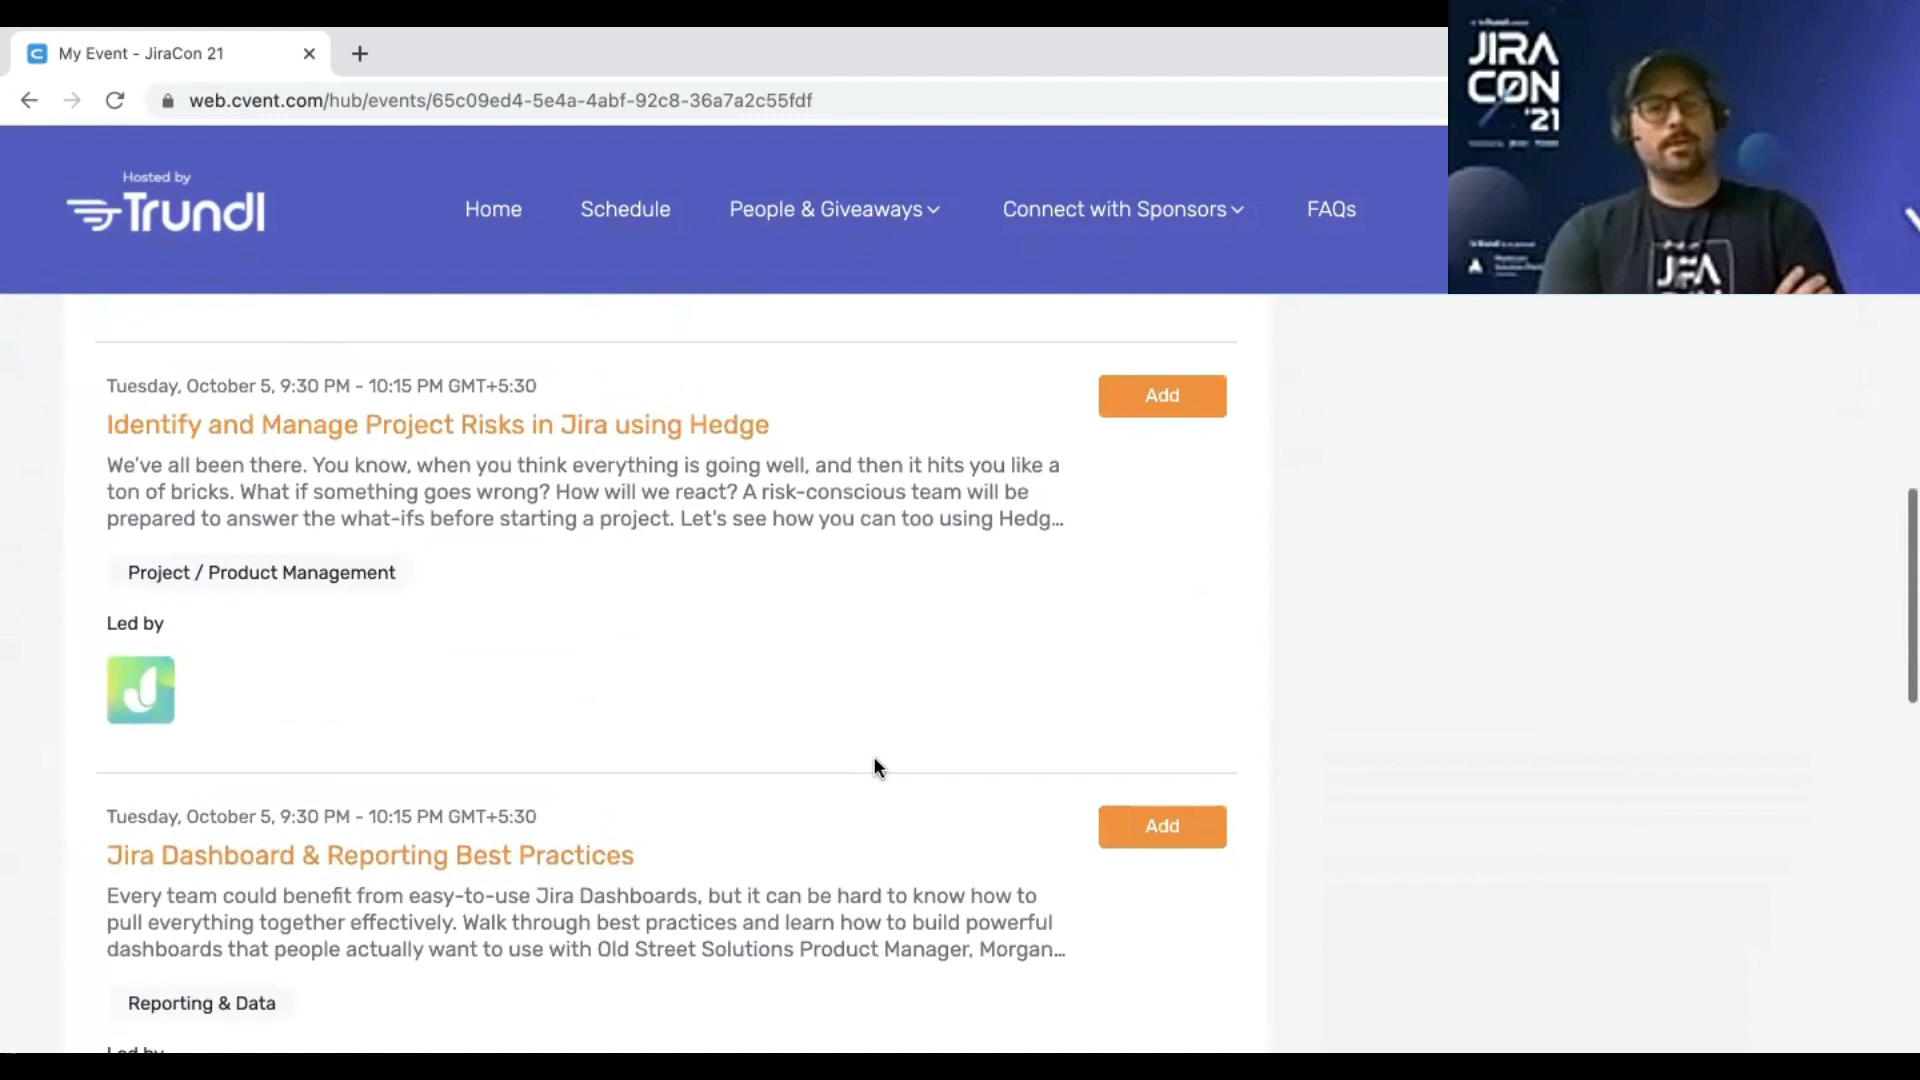 My Event - JiraCon 21
web.cvent.com/hub/events/65c09ed4-5e4a-4abf-92c8-36a7a2c55fdf
Hosted by
Trundl
Home
Schedule
People & Giveaways
Connect with Sponsors
FAQs
JIRA
CON
'21
Tuesday, October 5, 9:30 PM - 10:15 PM GMT+5:30
Add
Identify and Manage Project Risks in Jira using Hedge
We've all been there. You know, when you think everything is going well, and then it hits you like a
ton of bricks. What if something goes wrong? How will we react? A risk-conscious team will be
prepared to answer the what-ifs before starting a project. Let's see how you can too using Hedg...
Project / Product Management
Led by
Tuesday, October 5, 9:30 PM - 10:15 PM GMT+5:30
Add
Jira Dashboard & Reporting Best Practices
Every team could benefit from easy-to-use Jira Dashboards, but it can be hard to know how to
pull everything together effectively. Walk through best practices and learn how to build powerful
dashboards that people actually want to use with Old Street Solutions Product Manager, Morgan...
Reporting & Data
Led by